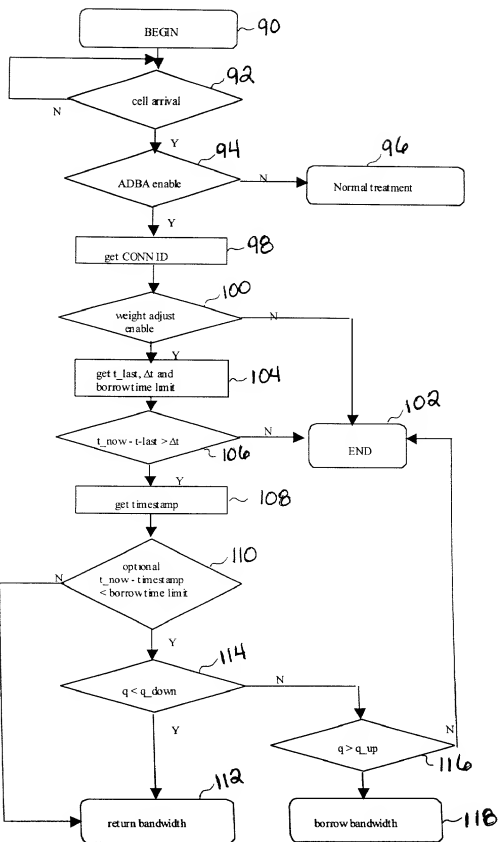 BEGIN
90
92
cell arrival
N
Y
94
96
ADBA enable
N
Normal treatment
Y
get CONN ID
98
100
weight adjust
enable
N
Y
get t_last, Δt and
borrow time limit
104
102
t_now - t-last > Δt
N
END
106
Y
get timestamp
108
110
optional
t_now - timestamp
< borrow time limit
N
Y
114
q < q_down
N
Y
N
q > q_up
116
112
return bandwidth
borrow bandwidth
118